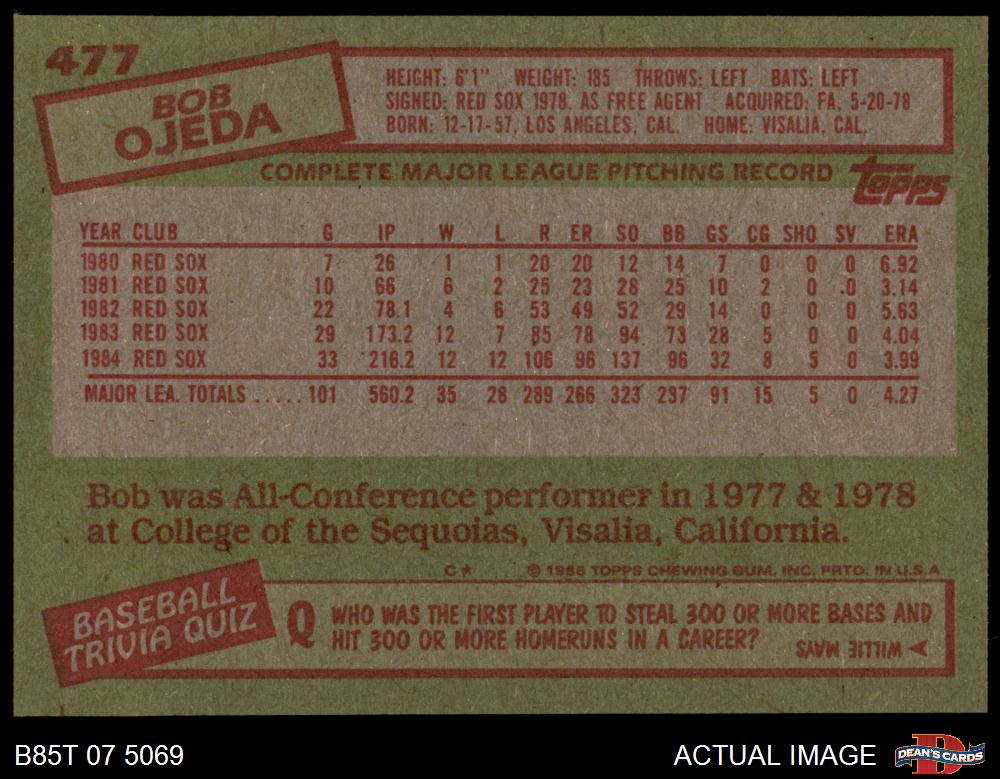 477
BOB
OJEDA
HEIGHT: 6'1" WEIGHT: 185 THROWS: LEFT BATS: LEFT
SIGNED: RED SOX 1978, AS FREE AGENT ACQUIRED: FA, 5-20-78
BORN: 12-17-57, LOS ANGELES, CAL. HOME: VISALIA, CAL.
COMPLETE MAJOR LEAGUE PITCHING RECORD
topps
YEAR CLUB G IP W L R ER SO BB GS CG SHO SV ERA
1980 RED SOX 7 26 1 1 20 20 12 14 7 0 0 0 6.92
1981 RED SOX 10 66 6 2 25 23 28 25 10 2 0 0 3.14
1982 RED SOX 22 78.1 4 6 53 49 52 29 14 0 0 0 5.63
1983 RED SOX 29 173.2 12 7 85 78 94 73 28 5 0 0 4.04
1984 RED SOX 33 216.2 12 12 106 96 137 96 32 8 5 0 3.99
MAJOR LEA. TOTALS ..... 101 560.2 35 28 289 266 323 237 91 15 5 0 4.27
Bob was All-Conference performer in 1977 & 1978
at College of the Sequoias, Visalia, California.
C★ © 1985 TOPPS CHEWING GUM, INC. PRTD. IN U.S.A
BASEBALL
TRIVIA QUIZ
Q WHO WAS THE FIRST PLAYER TO STEAL 300 OR MORE BASES AND
HIT 300 OR MORE HOMERUNS IN A CAREER?
WILLIE MAYS
B85T 07 5069
ACTUAL IMAGE
D
DEAN'S CARDS